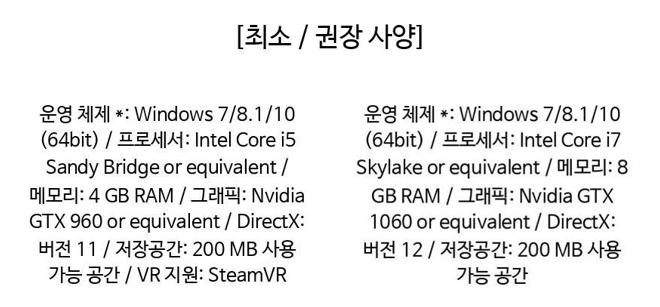 [최소 / 권장 사양]
운영 체제 *: Windows 7/8.1/10
(64bit) / 프로세서: Intel Core i5
Sandy Bridge or equivalent /
메모리: 4 GB RAM / 그래픽: Nvidia
GTX 960 or equivalent / DirectX:
버전 11 / 저장공간: 200 MB 사용
가능 공간 / VR 지원: SteamVR
운영 체제 *: Windows 7/8.1/10
(64bit) / 프로세서: Intel Core i7
Skylake or equivalent / 메모리: 8
GB RAM / 그래픽: Nvidia GTX
1060 or equivalent / DirectX:
버전 12 / 저장공간: 200 MB 사용
가능 공간